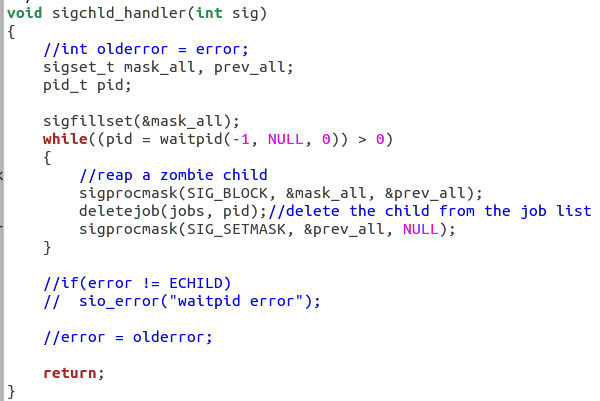 void sigchld_handler(int sig)
{
    //int olderror = error;
    sigset_t mask_all, prev_all;
    pid_t pid;

    sigfillset(&mask_all);
    while((pid = waitpid(-1, NULL, 0)) > 0)
    {
        //reap a zombie child
        sigprocmask(SIG_BLOCK, &mask_all, &prev_all);
        deletejob(jobs, pid);//delete the child from the job list
        sigprocmask(SIG_SETMASK, &prev_all, NULL);
    }

    //if(error != ECHILD)
    //  sio_error("waitpid error");

    //error = olderror;

    return;
}